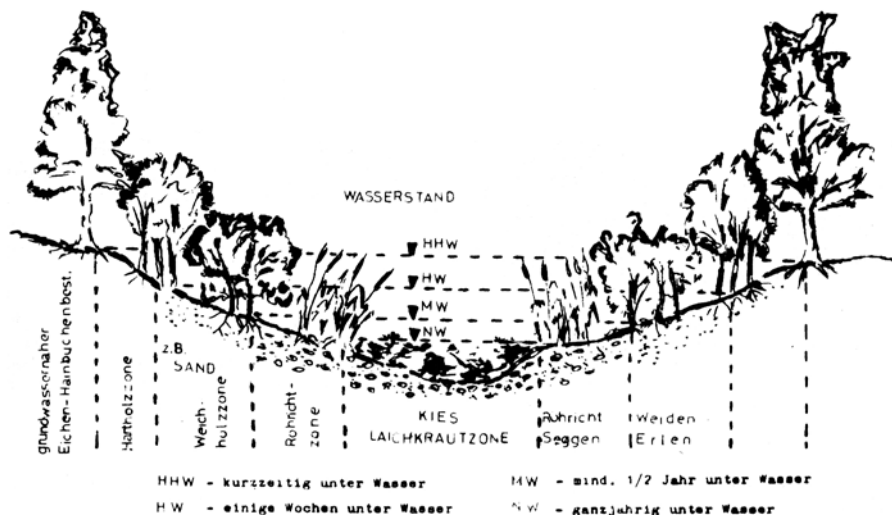 WASSERSTAND
HHW
HW
MW
NW
grundwassernaher
Eichen-Hainbuchenbest.
Hartholzzone
z.B.
SAND
Weich-
holzzone
Röhricht-
zone
KIES
LAICHKRAUTZONE
Röhricht
Seggen
Weiden
Erlen
HHW - kurzzeitig unter Wasser
HW - einige Wochen unter Wasser
MW - mind. 1/2 Jahr unter Wasser
NW - ganzjährig unter Wasser